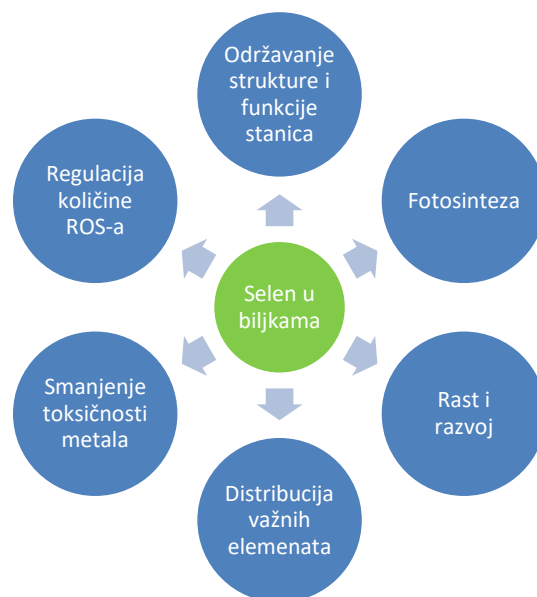 Održavanje
strukture i
funkcije
stanica
Regulacija
količine
ROS-a
Fotosinteza
Selen u
biljkama
Smanjenje
toksičnosti
metala
Rast i
razvoj
Distribucija
važnih
elemenata